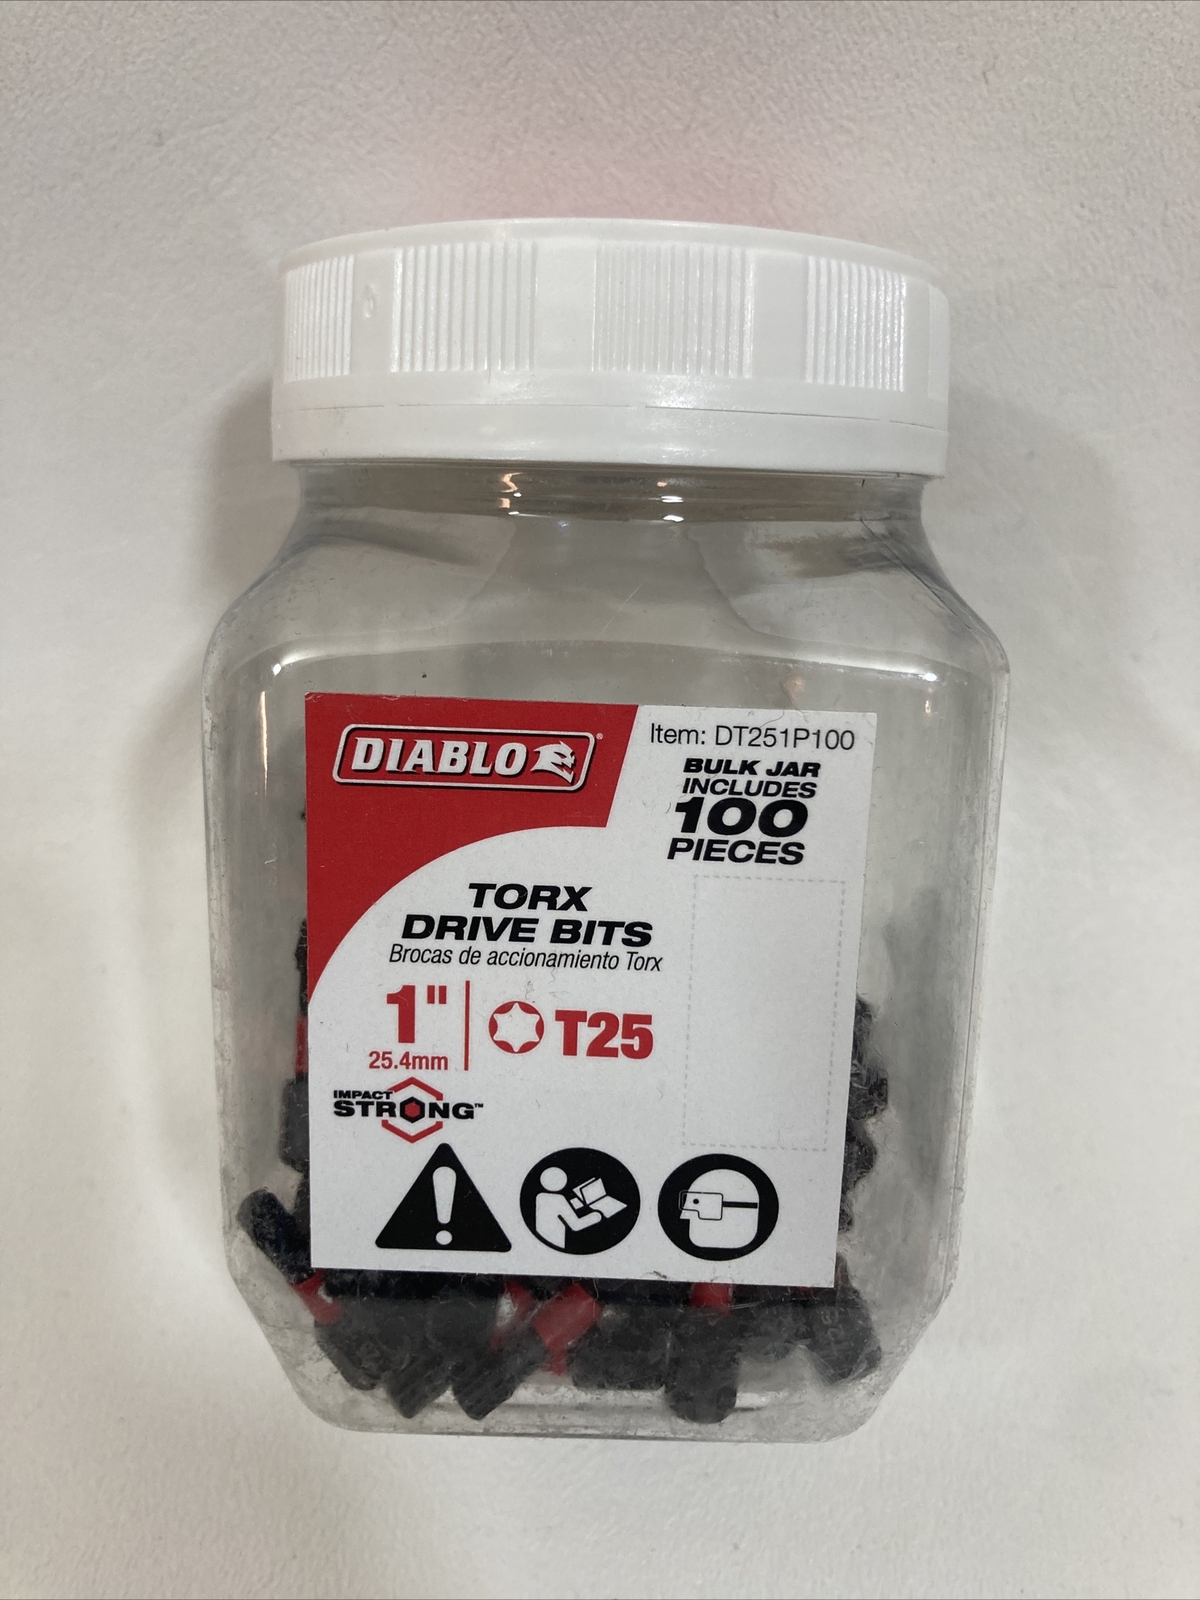 DIABLO®
Item: DT251P100
BULK JAR
INCLUDES
100
PIECES
TORX
DRIVE BITS
Brocas de accionamiento Torx
1"
25.4mm
T25
IMPACT
STRONG™